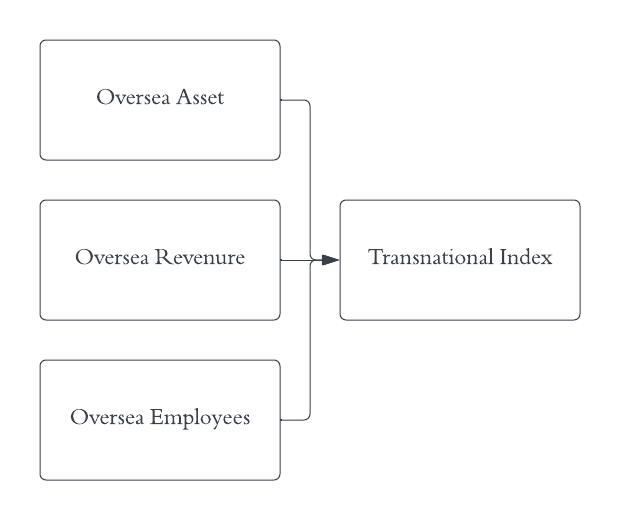 Oversea Asset
Oversea Revenure
Transnational Index
Oversea Employees